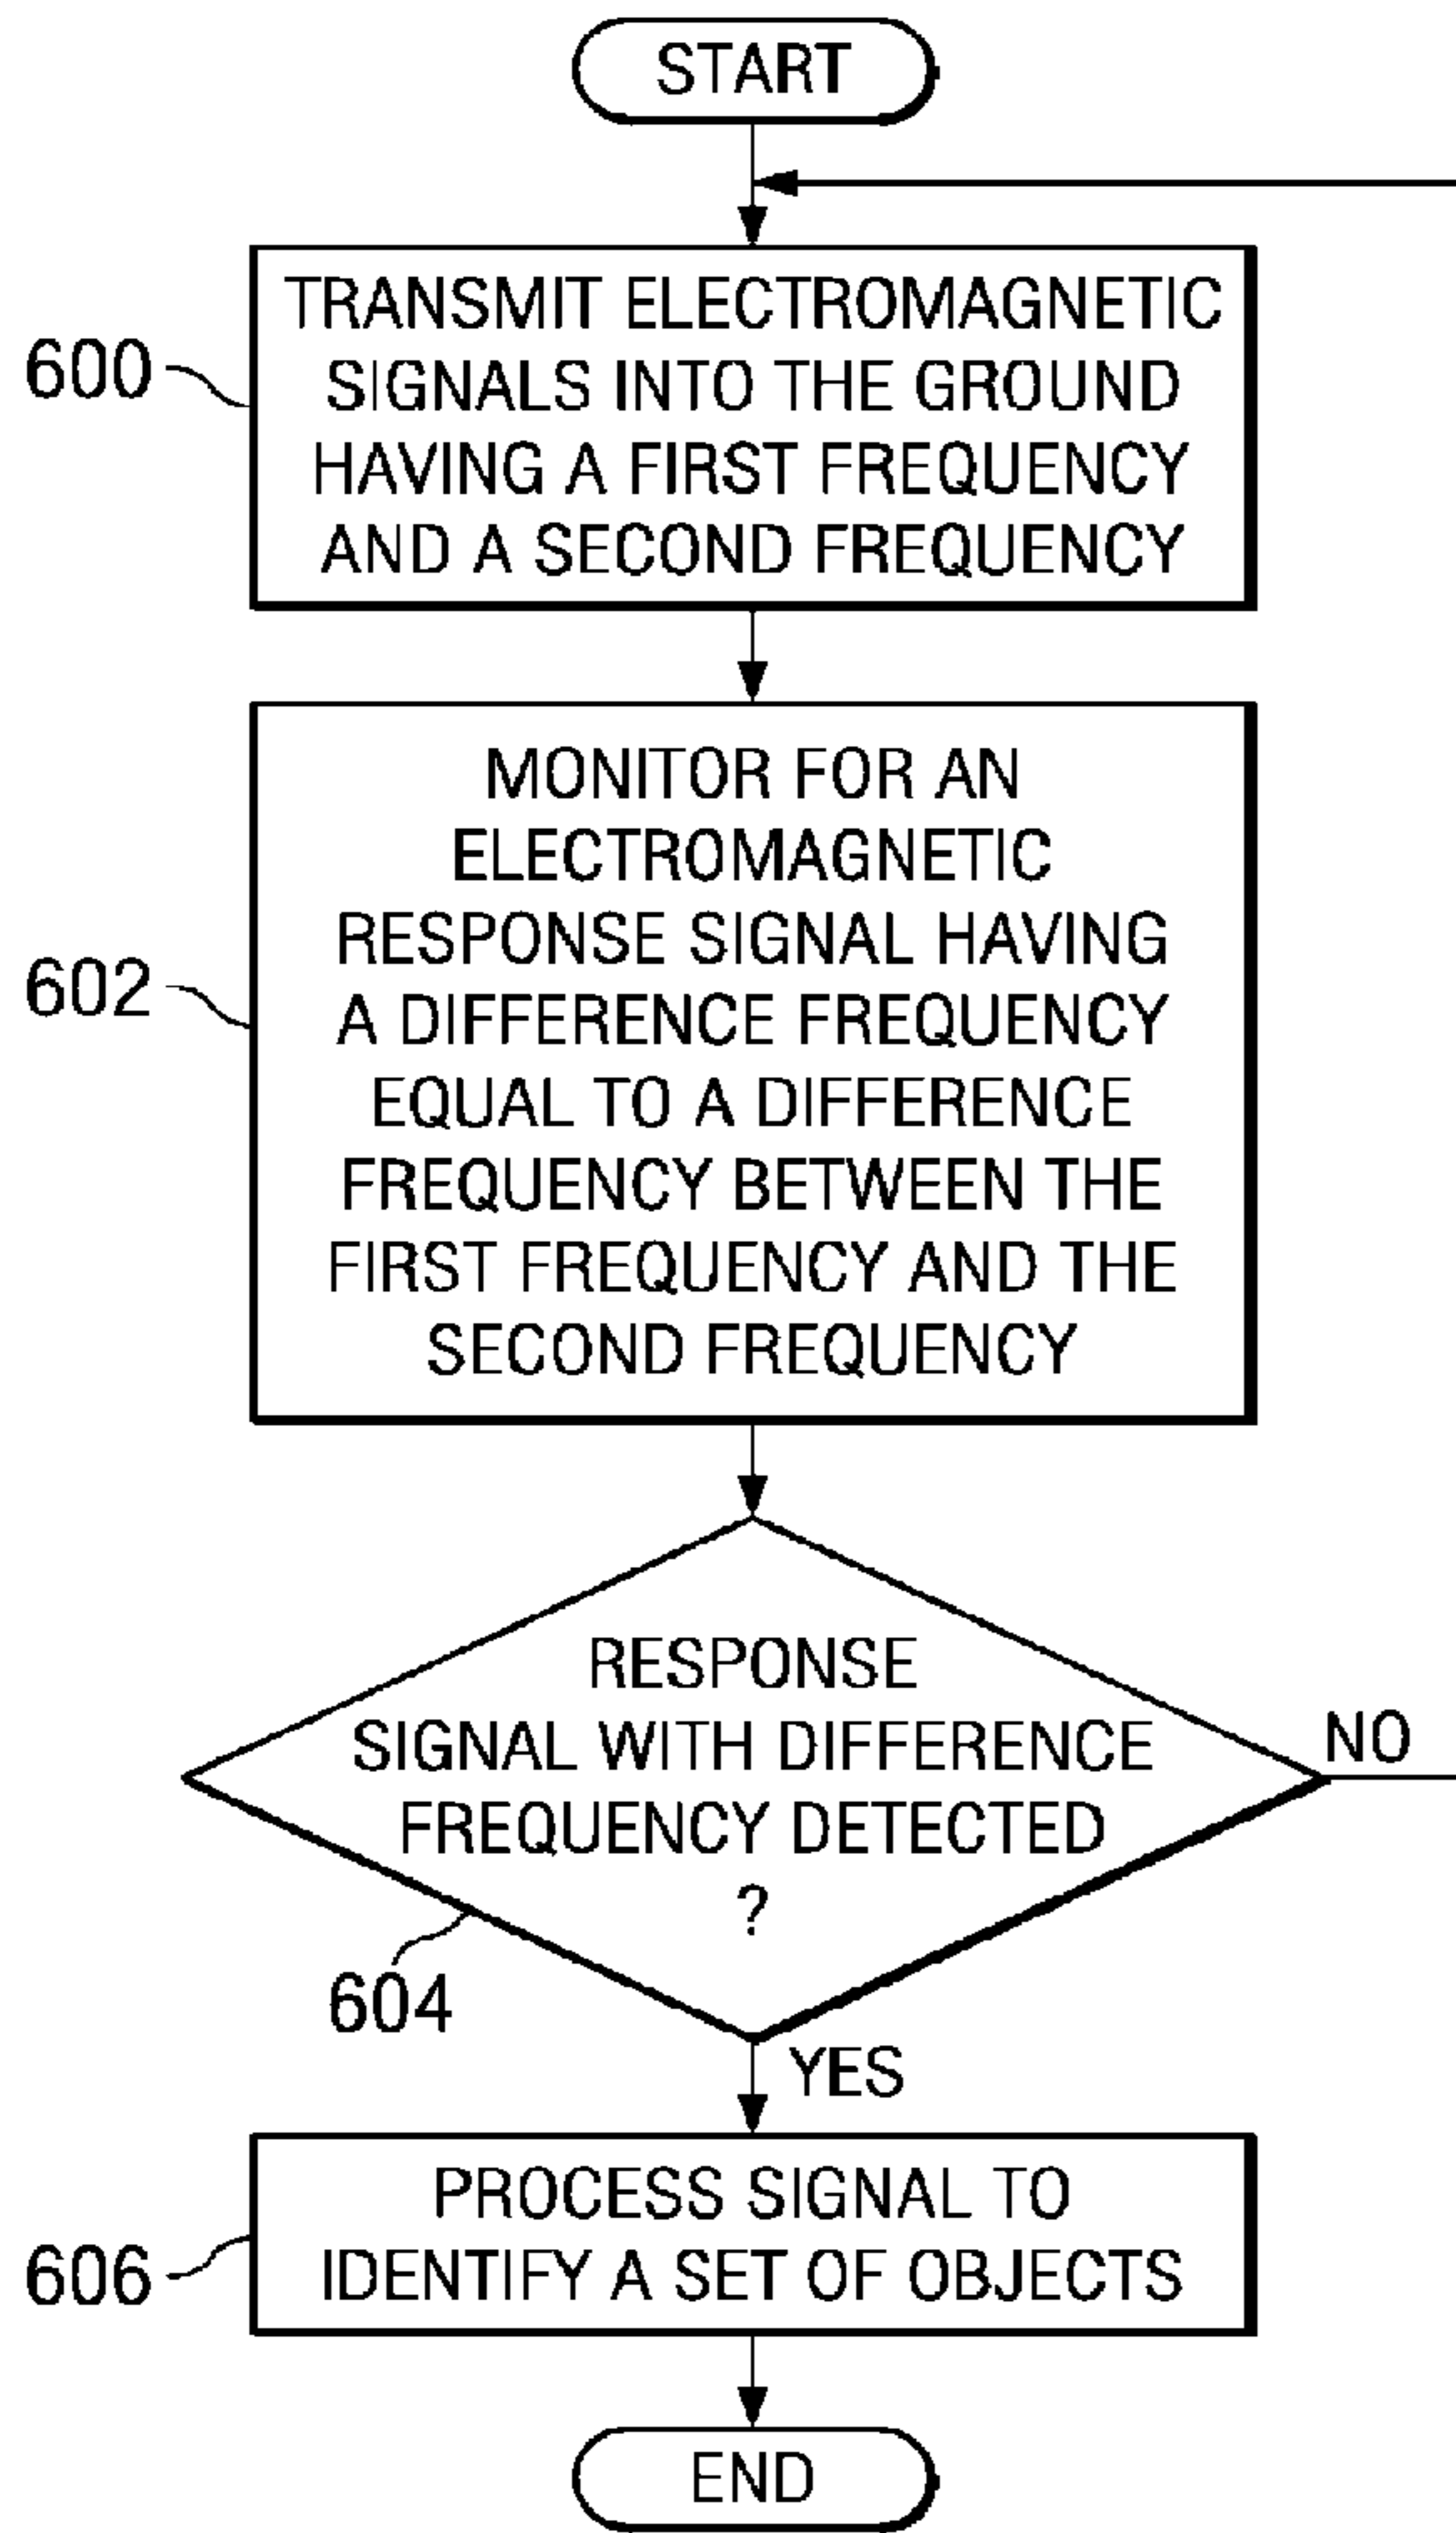 START
TRANSMIT ELECTROMAGNETIC
SIGNALS INTO THE GROUND
HAVING A FIRST FREQUENCY
AND A SECOND FREQUENCY
600
MONITOR FOR AN
ELECTROMAGNETIC
RESPONSE SIGNAL HAVING
A DIFFERENCE FREQUENCY
EQUAL TO A DIFFERENCE
FREQUENCY BETWEEN THE
FIRST FREQUENCY AND THE
SECOND FREQUENCY
602
RESPONSE
SIGNAL WITH DIFFERENCE
FREQUENCY DETECTED
?
NO
604
YES
PROCESS SIGNAL TO
IDENTIFY A SET OF OBJECTS
606
END